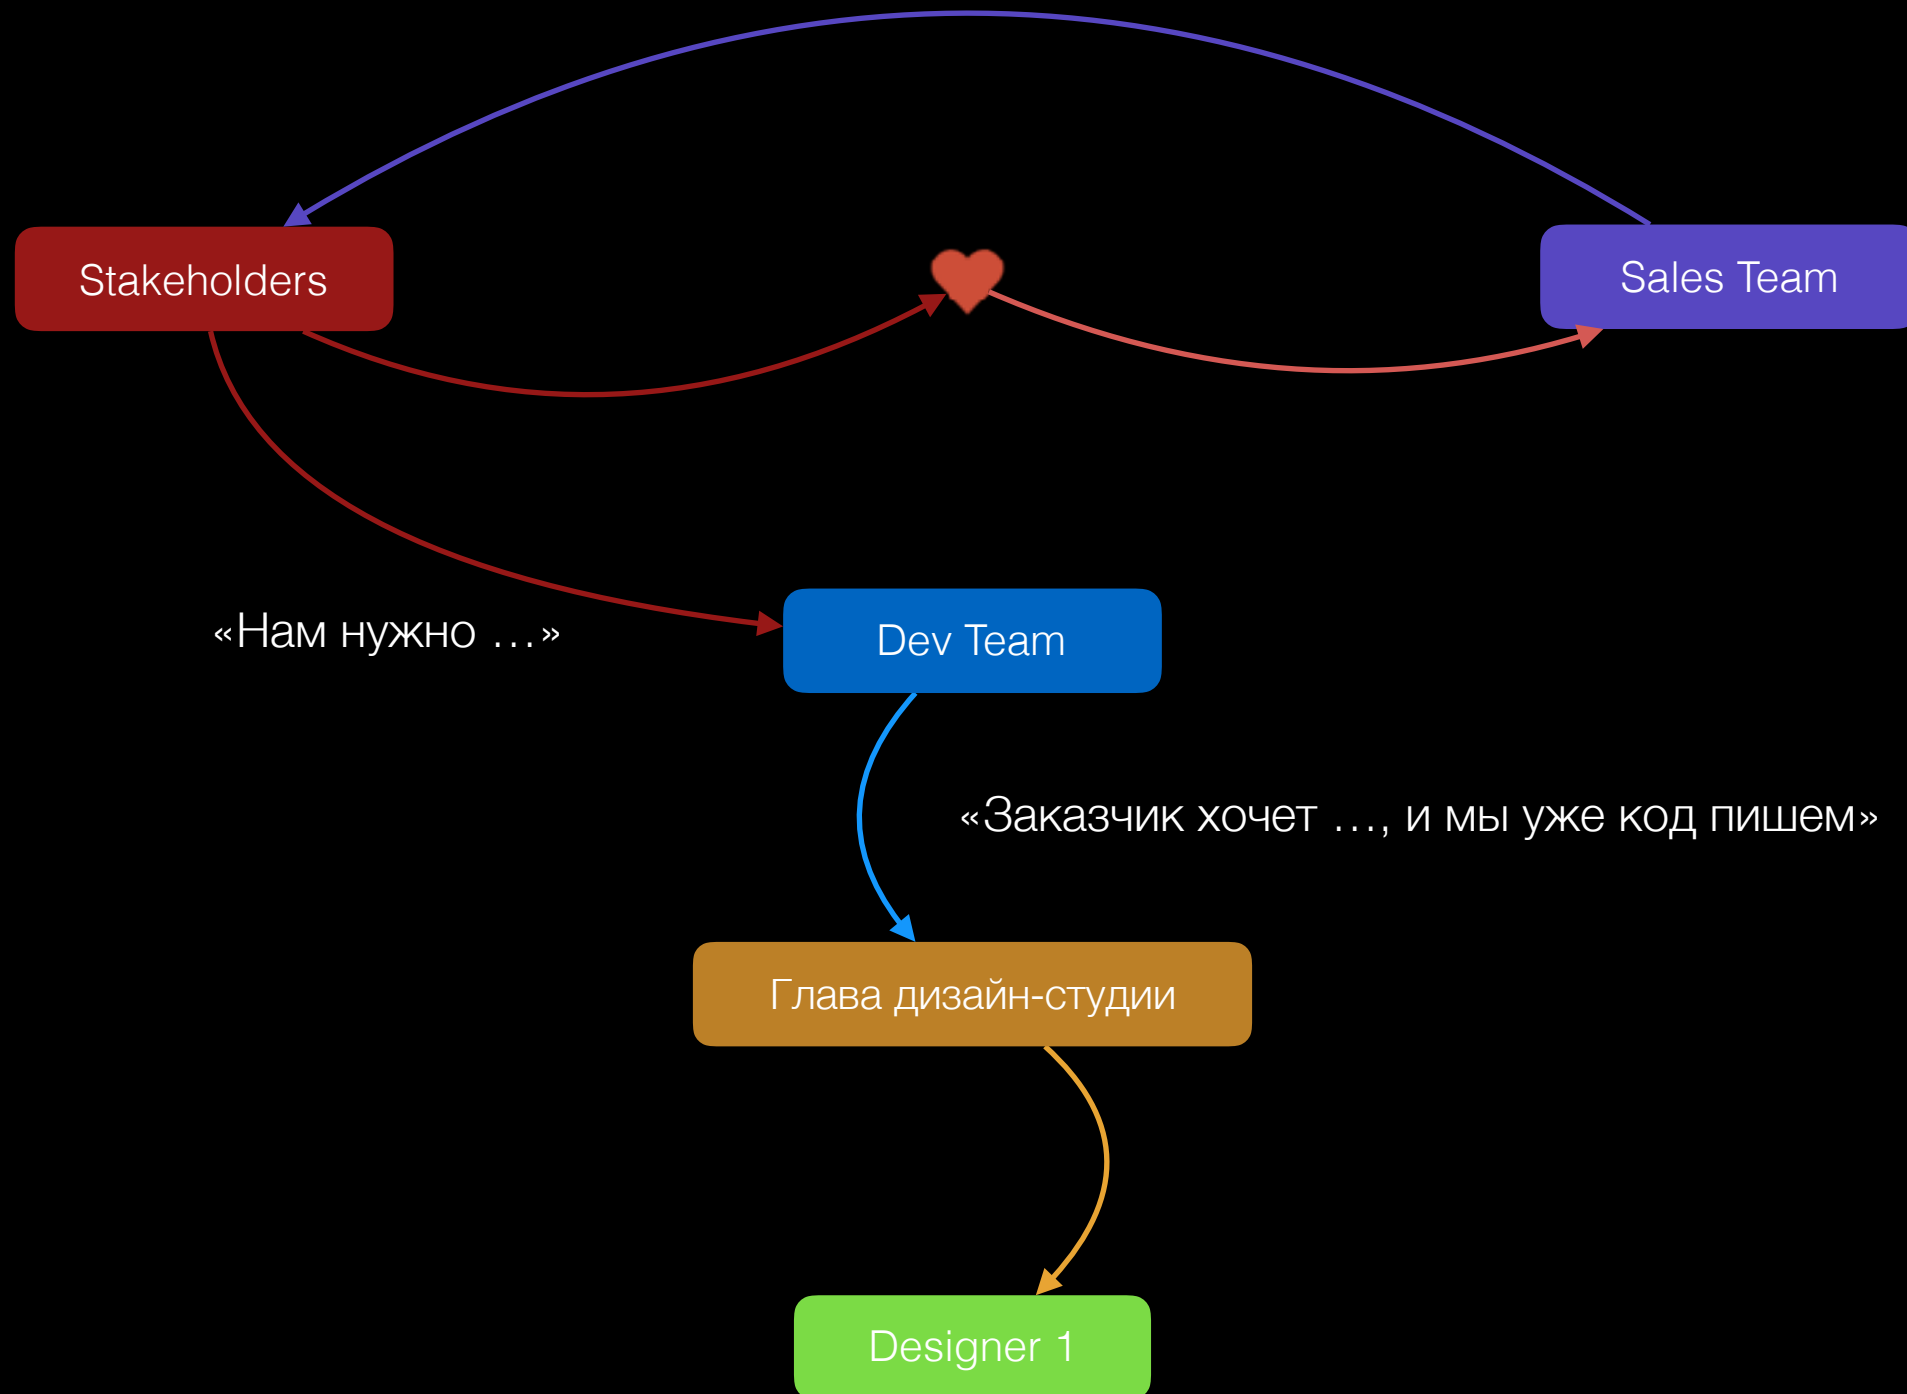 Stakeholders
Sales Team
«Нам нужно …»
Dev Team
«Заказчик хочет …, и мы уже код пишем»
Глава дизайн-студии
Designer 1